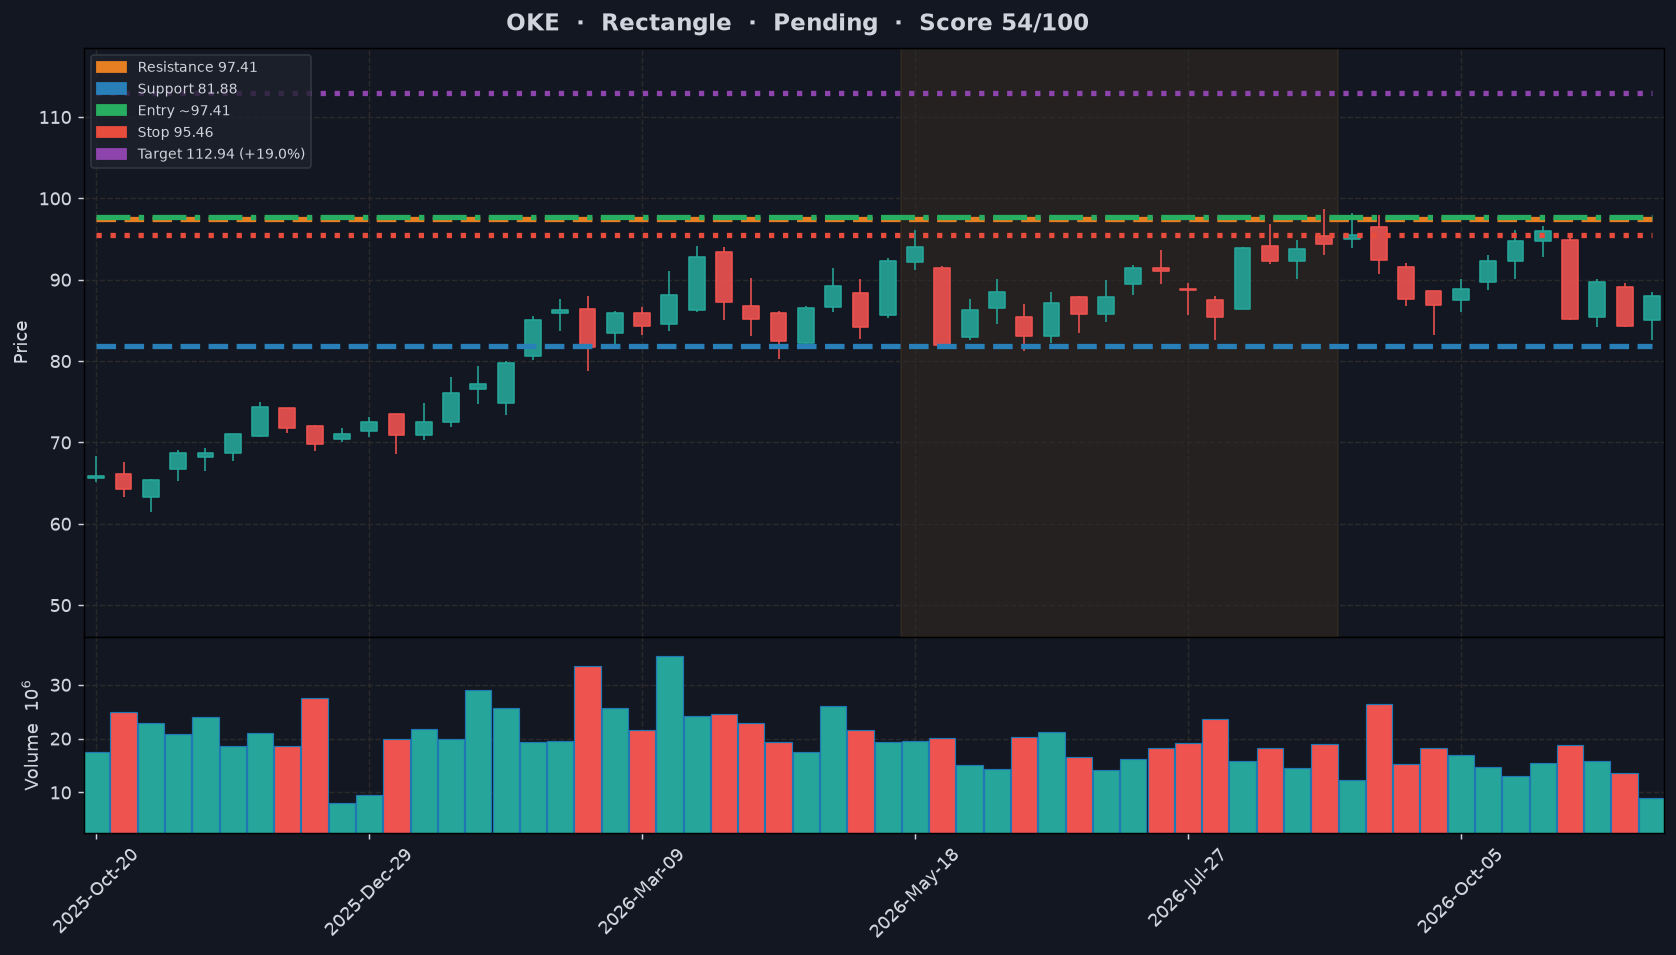 OKE · Rectangle · Pending · Score 54/100
Resistance 97.41
Support 81.88
Entry ~97.41
Stop 95.46
Target 112.94 (+19.0%)
110
100
90
80
70
60
50
Price
30
20
10
Volume 10⁶
2025-Oct-20
2025-Dec-29
2026-Mar-09
2026-May-18
2026-Jul-27
2026-Oct-05